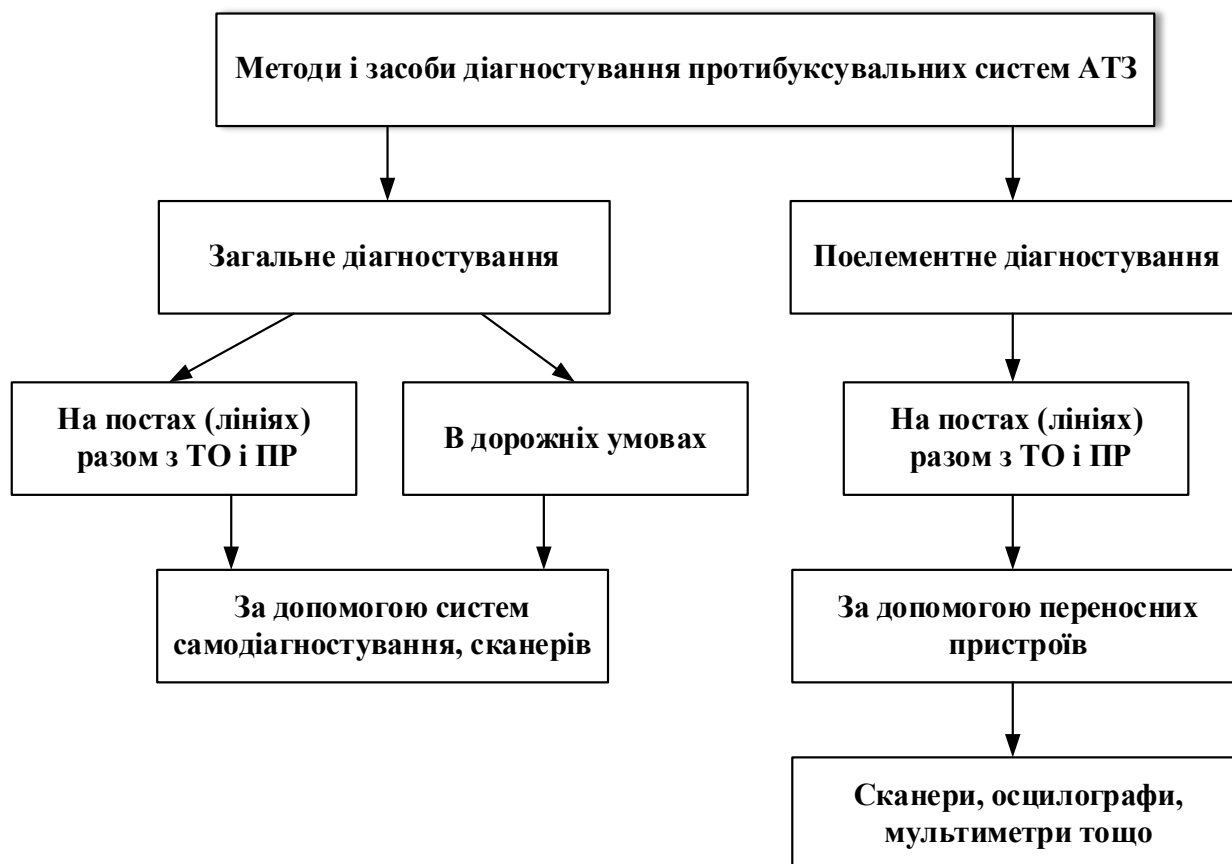 Методи і засоби діагностування протибуксувальних систем АТЗ
Загальне діагностування
Поелементне діагностування
На постах (лініях)
разом з ТО і ПР
В дорожніх умовах
На постах (лініях)
разом з ТО і ПР
За допомогою систем
самодіагностування, сканерів
За допомогою переносних
пристроїв
Сканери, осцилографи,
мультиметри тощо